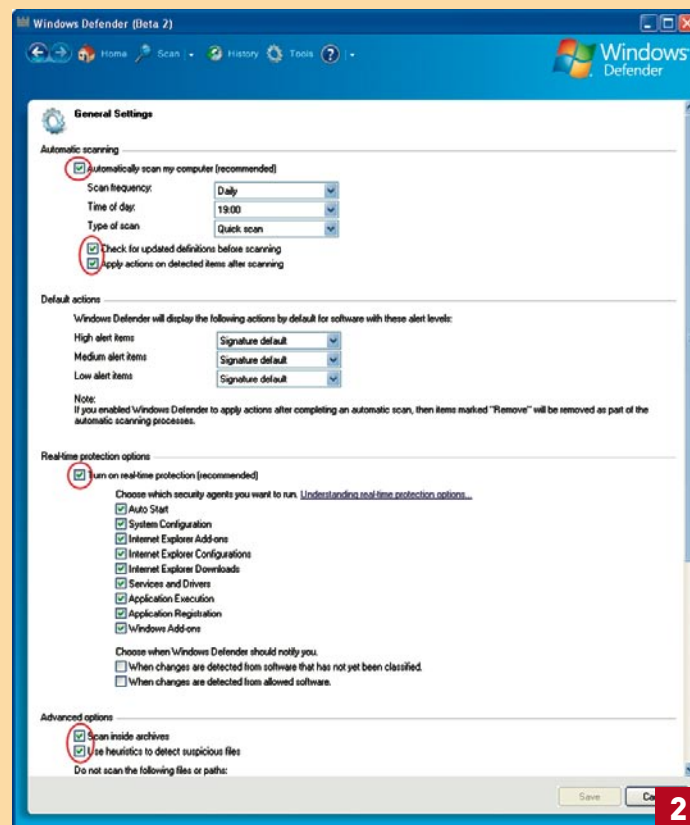 Windows Defender (Beta 2)
Home Scan History Tools ?
Windows
Defender
General Settings
Automatic scanning
Automatically scan my computer (recommended)
Scan frequency: Daily
Time of day: 19:00
Type of scan Quick scan
Check for updated definitions before scanning
Apply actions on detected items after scanning
Default actions
Windows Defender will display the following actions by default for software with these alert levels:
High alert items Signature default
Medium alert items Signature default
Low alert items Signature default
Note:
If you enabled Windows Defender to apply actions after completing an automatic scan, then items marked "Remove" will be removed as part of the
automatic scanning processes.
Real-time protection options
Turn on real-time protection (recommended)
Choose which security agents you want to run. Understanding real-time protection options...
Auto Start
System Configuration
Internet Explorer Add-ons
Internet Explorer Configurations
Internet Explorer Downloads
Services and Drivers
Application Execution
Application Registration
Windows Add-ons
Choose when Windows Defender should notify you.
When changes are detected from software that has not yet been classified.
When changes are detected from allowed software.
Advanced options
Scan inside archives
Use heuristics to detect suspicious files
Do not scan the following files or paths:
Save Ca
2